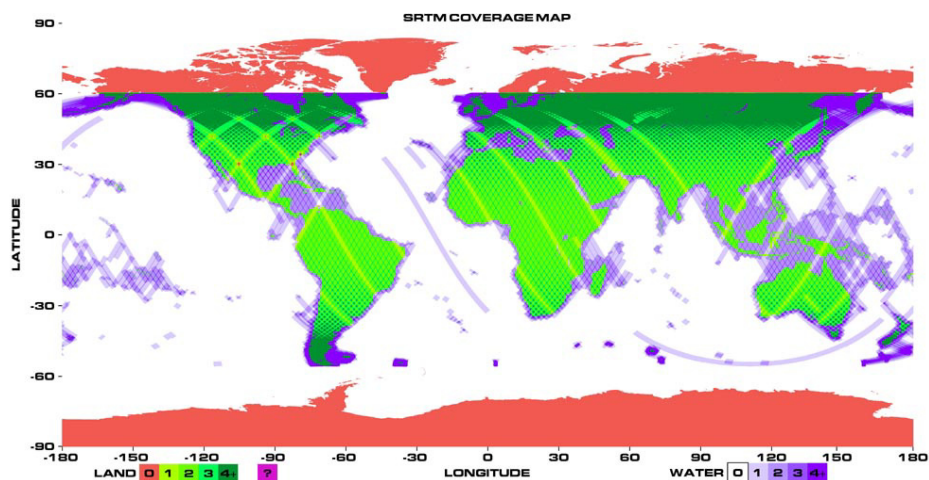 SRTM COVERAGE MAP
90
60
30
0
-30
-60
-90
LATITUDE
-180 -150 -120 -90 -60 -30 0 30 60 90 120 150 180
LAND 0 1 2 3 4+ ? LONGITUDE WATER 0 1 2 3 4+